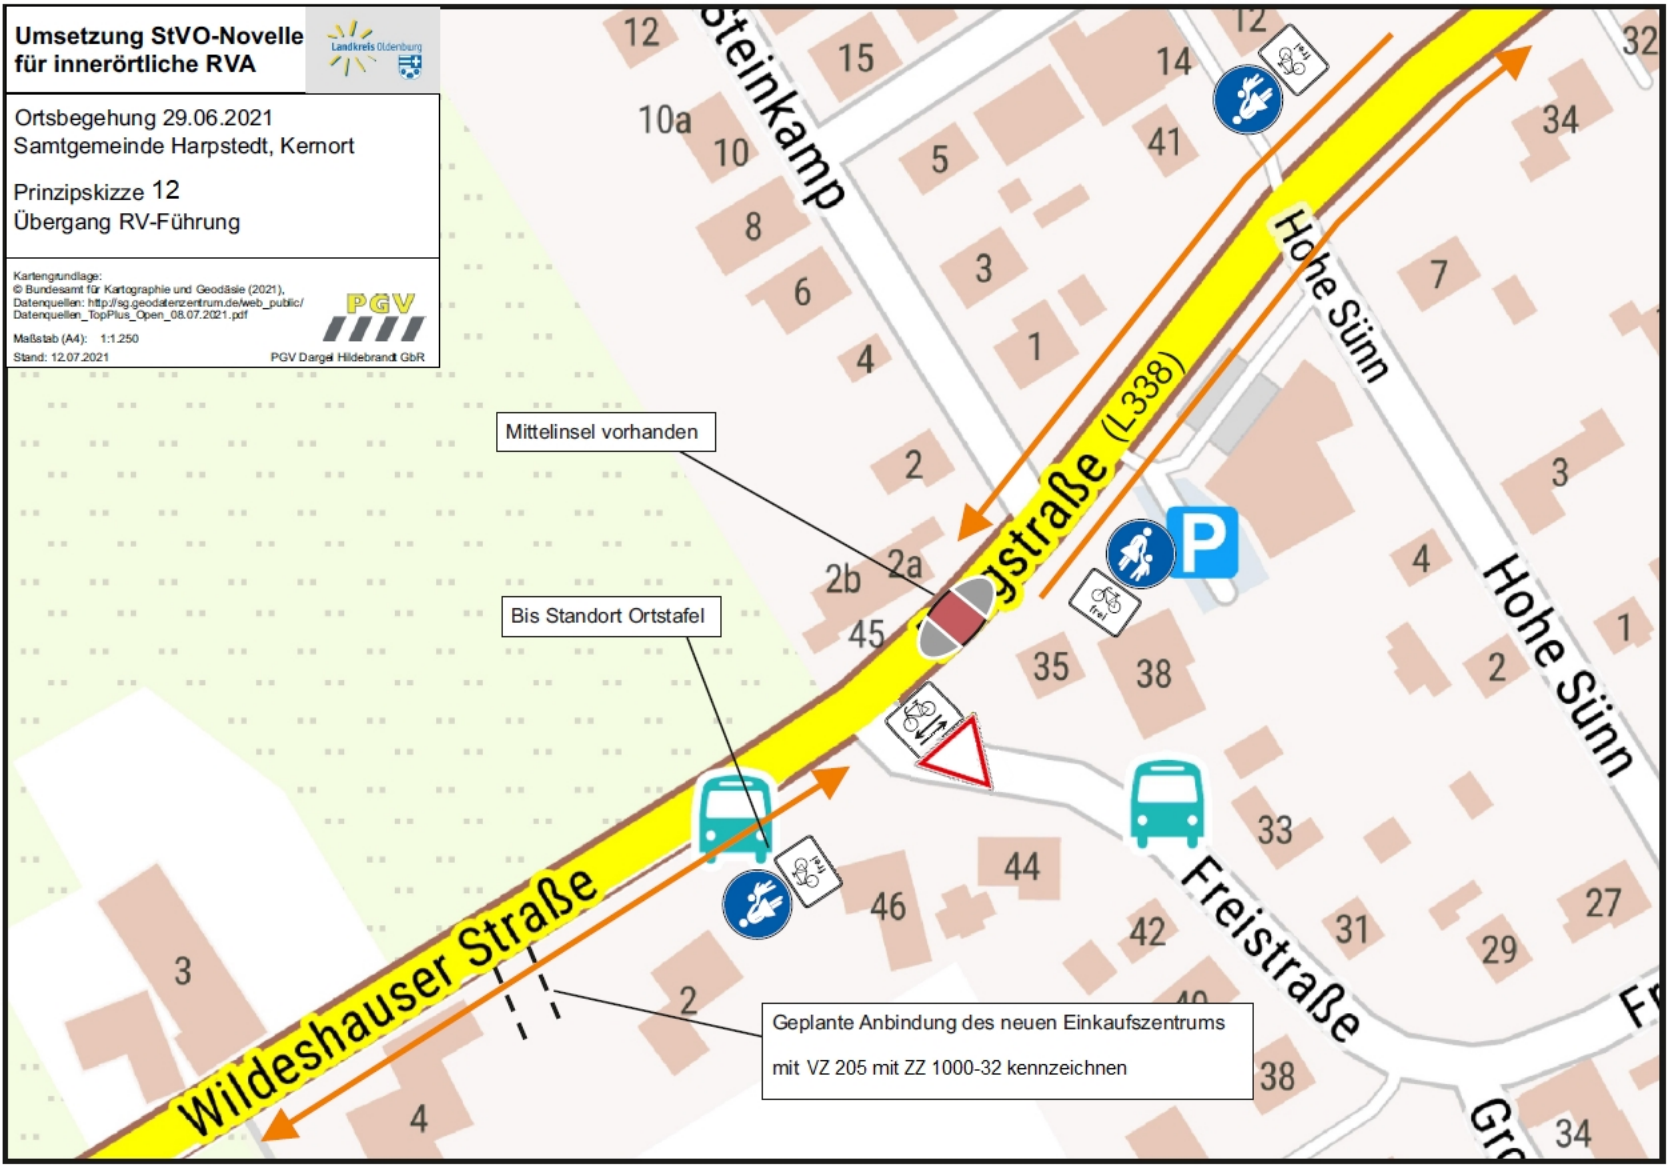 Umsetzung StVO-Novelle
für innerörtliche RVA
Landkreis Oldenburg
Ortsbegehung 29.06.2021
Samtgemeinde Harpstedt, Kernort
Prinzipskizze 12
Übergang RV-Führung
Kartengrundlage:
© Bundesamt für Kartographie und Geodäsie (2021),
Datenquellen: http://sg.geodatenzentrum.de/web_public/
Datenquellen_TopPlus_Open_08.07.2021.pdf
PGV
Maßstab (A4): 1:1.250
Stand: 12.07.2021
PGV Dargel Hildebrandt GbR
Steinkamp
12
15
14
12
32
10a
10
5
41
34
frei
8
3
6
7
Hohe Sünn
4
1
(L338)
Mittelinsel vorhanden
2
3
gstraße
2b
2a
P
4
Hohe Sünn
frei
Bis Standort Ortstafel
45
35
38
2
1
33
44
46
frei
42
31
29
27
Freistraße
Wildeshauser Straße
3
2
40
Geplante Anbindung des neuen Einkaufszentrums
mit VZ 205 mit ZZ 1000-32 kennzeichnen
38
4
34